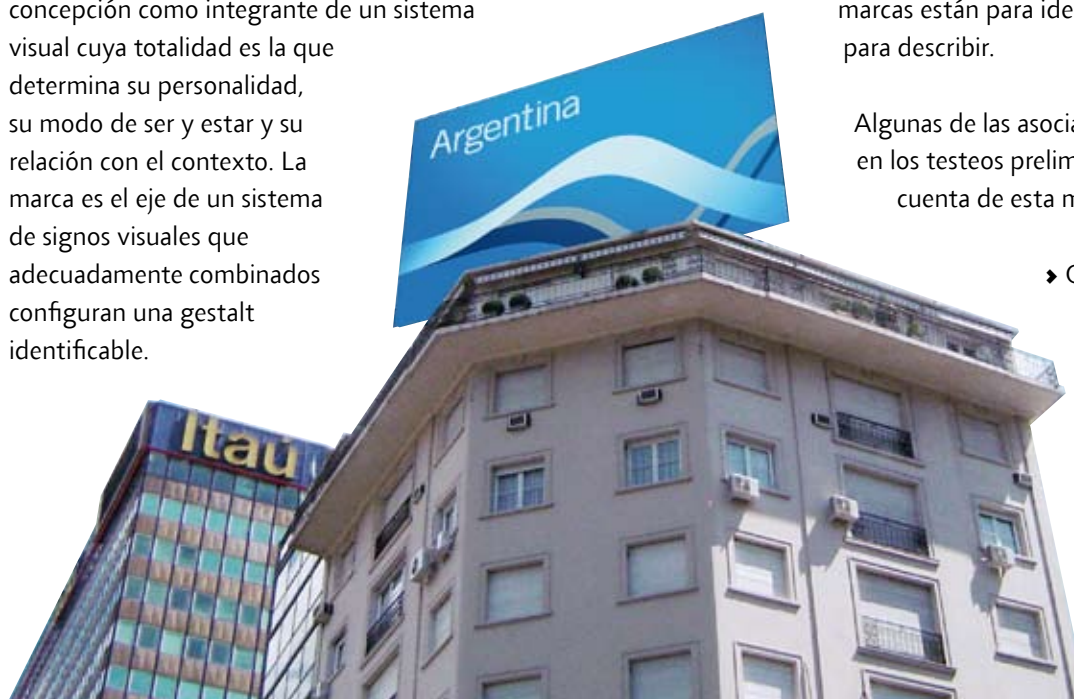 concepción como integrante de un sistema
visual cuya totalidad es la que
determina su personalidad,
su modo de ser y estar y su
relación con el contexto. La
marca es el eje de un sistema
de signos visuales que
adecuadamente combinados
configuran una gestalt
identificable.
marcas están para
para describir.
Algunas de las
en los testeos
cuenta de esta
Argentina
Itaú